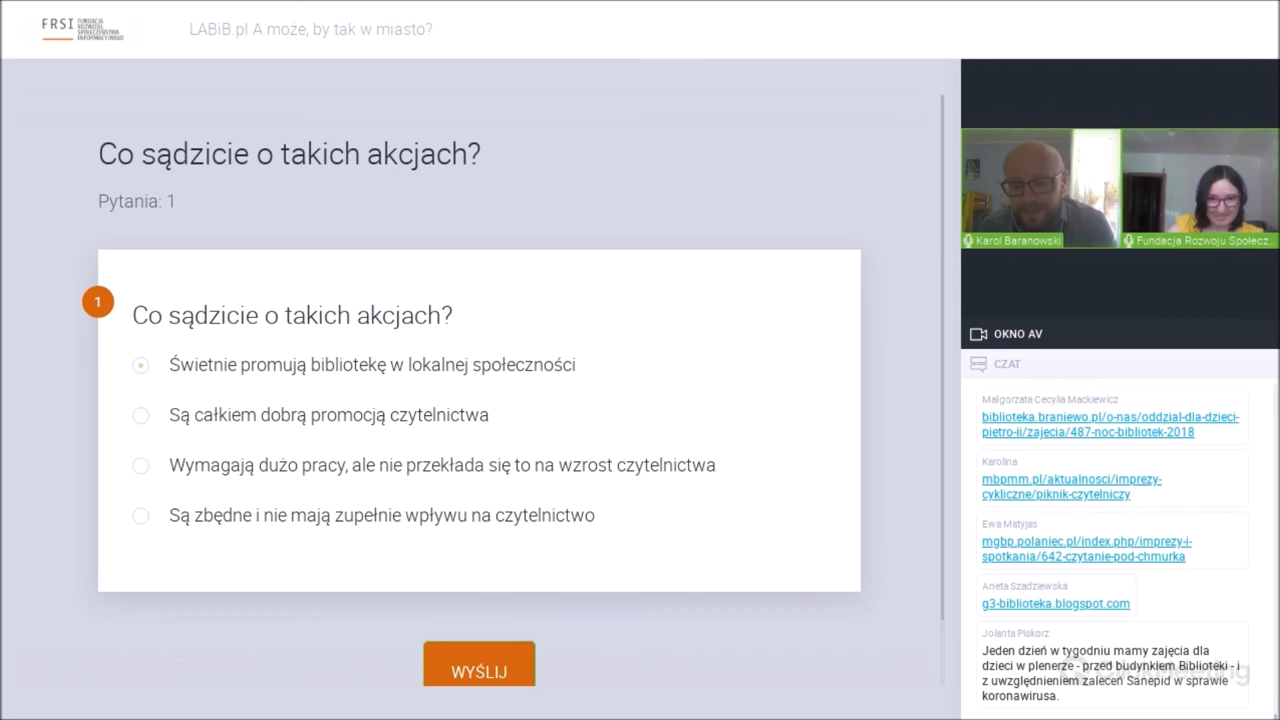 FRSI FUNDACJA
ROZWOJU
SPOŁECZEŃSTWA
INFORMACYJNEGO
LABiB.pl A może, by tak w miasto?
Co sądzicie o takich akcjach?
Pytania: 1
1
Co sądzicie o takich akcjach?
Świetnie promują bibliotekę w lokalnej społeczności
Są całkiem dobrą promocją czytelnictwa
Wymagają dużo pracy, ale nie przekłada się to na wzrost czytelnictwa
Są zbędne i nie mają zupełnie wpływu na czytelnictwo
WYŚLIJ
Karol Baranowski
Fundacja Rozwoju Społecz...
OKNO AV
CZAT
Małgorzata Cecylia Mackiewicz
biblioteka.braniewo.pl/o-nas/oddzial-dla-dzieci-
pietro-ii/zajecia/487-noc-bibliotek-2018
Karolina
mbpmm.pl/aktualnosci/imprezy-
cykliczne/piknik-czytelniczy
Ewa Matyjas
mgbp.polaniec.pl/index.php/imprezy-i-
spotkania/642-czytanie-pod-chmurka
Aneta Szadziewska
g3-biblioteka.blogspot.com
Jolanta Piskorz
Jeden dzień w tygodniu mamy zajęcia dla
dzieci w plenerze - przed budynkiem Biblioteki - i
z uwzględnieniem zaleceń Sanepid w sprawie
koronawirusa.
ClickMeeting